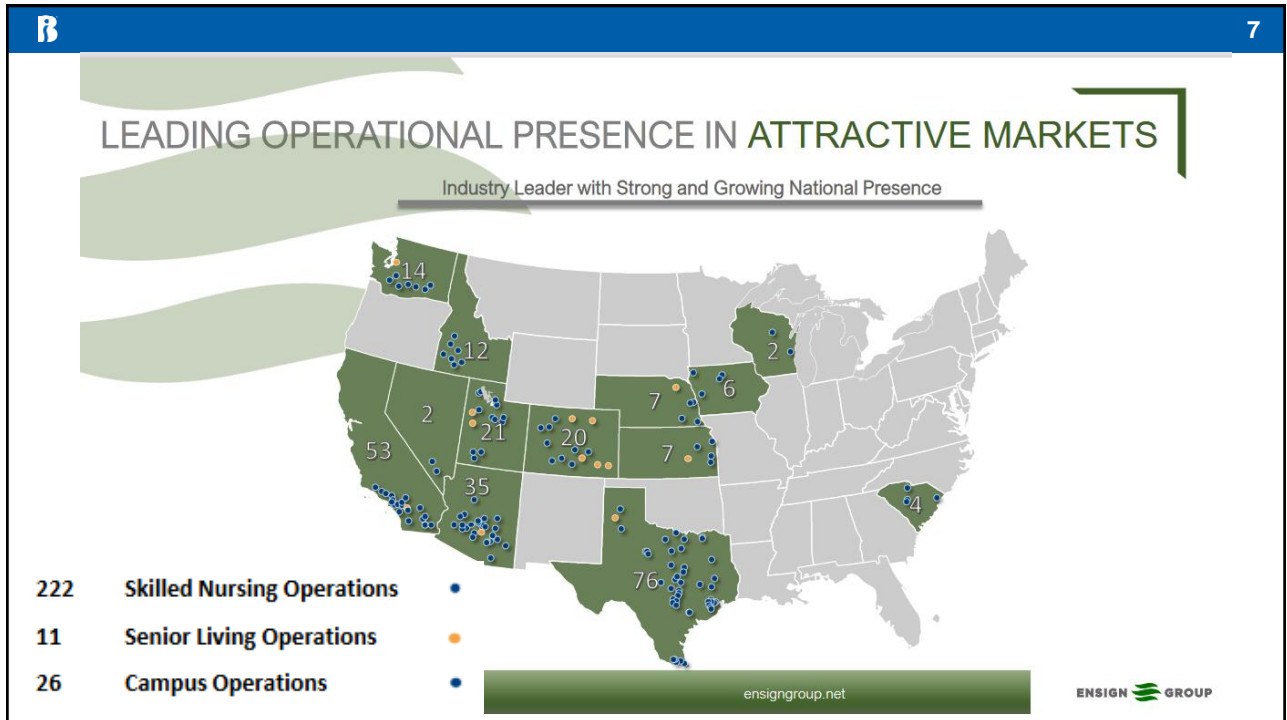 7
LEADING OPERATIONAL PRESENCE IN ATTRACTIVE MARKETS
Industry Leader with Strong and Growing National Presence
14
12
2
6
7
2
21
20
7
53
35
4
76
222 Skilled Nursing Operations
11 Senior Living Operations
26 Campus Operations
ensigngroup.net
ENSIGN GROUP